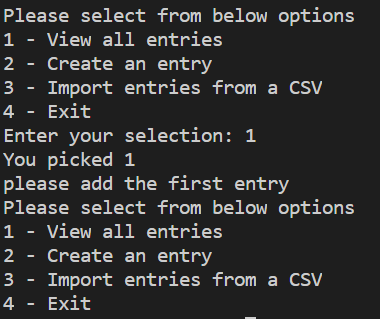 Please select from below options
1 - View all entries
2 - Create an entry
3 - Import entries from a CSV
4 - Exit
Enter your selection: 1
You picked 1
please add the first entry
Please select from below options
1 - View all entries
2 - Create an entry
3 - Import entries from a CSV
4 - Exit